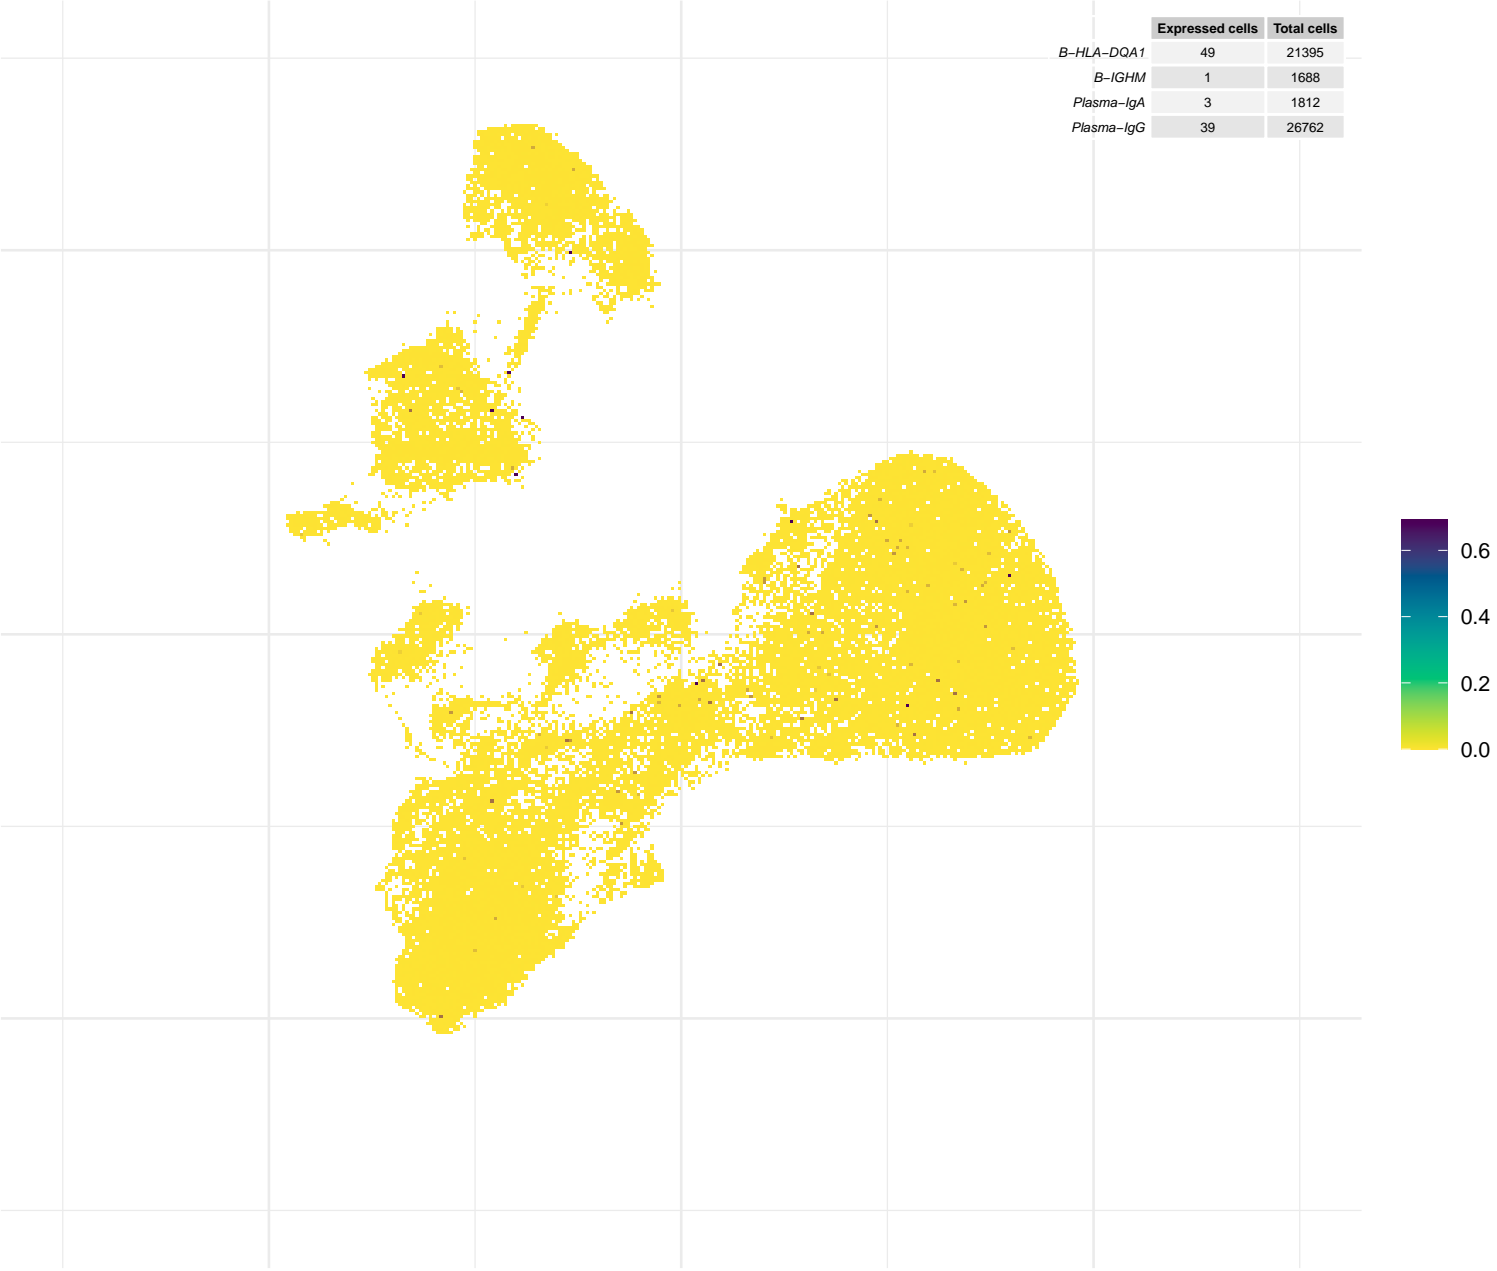 Expressed cells Total cells
B−HLA−DQA1 49 21395
B−IGHM 1 1688
Plasma−IgA 3 1812
Plasma−IgG 39 26762
0.6
0.4
0.2
0.0